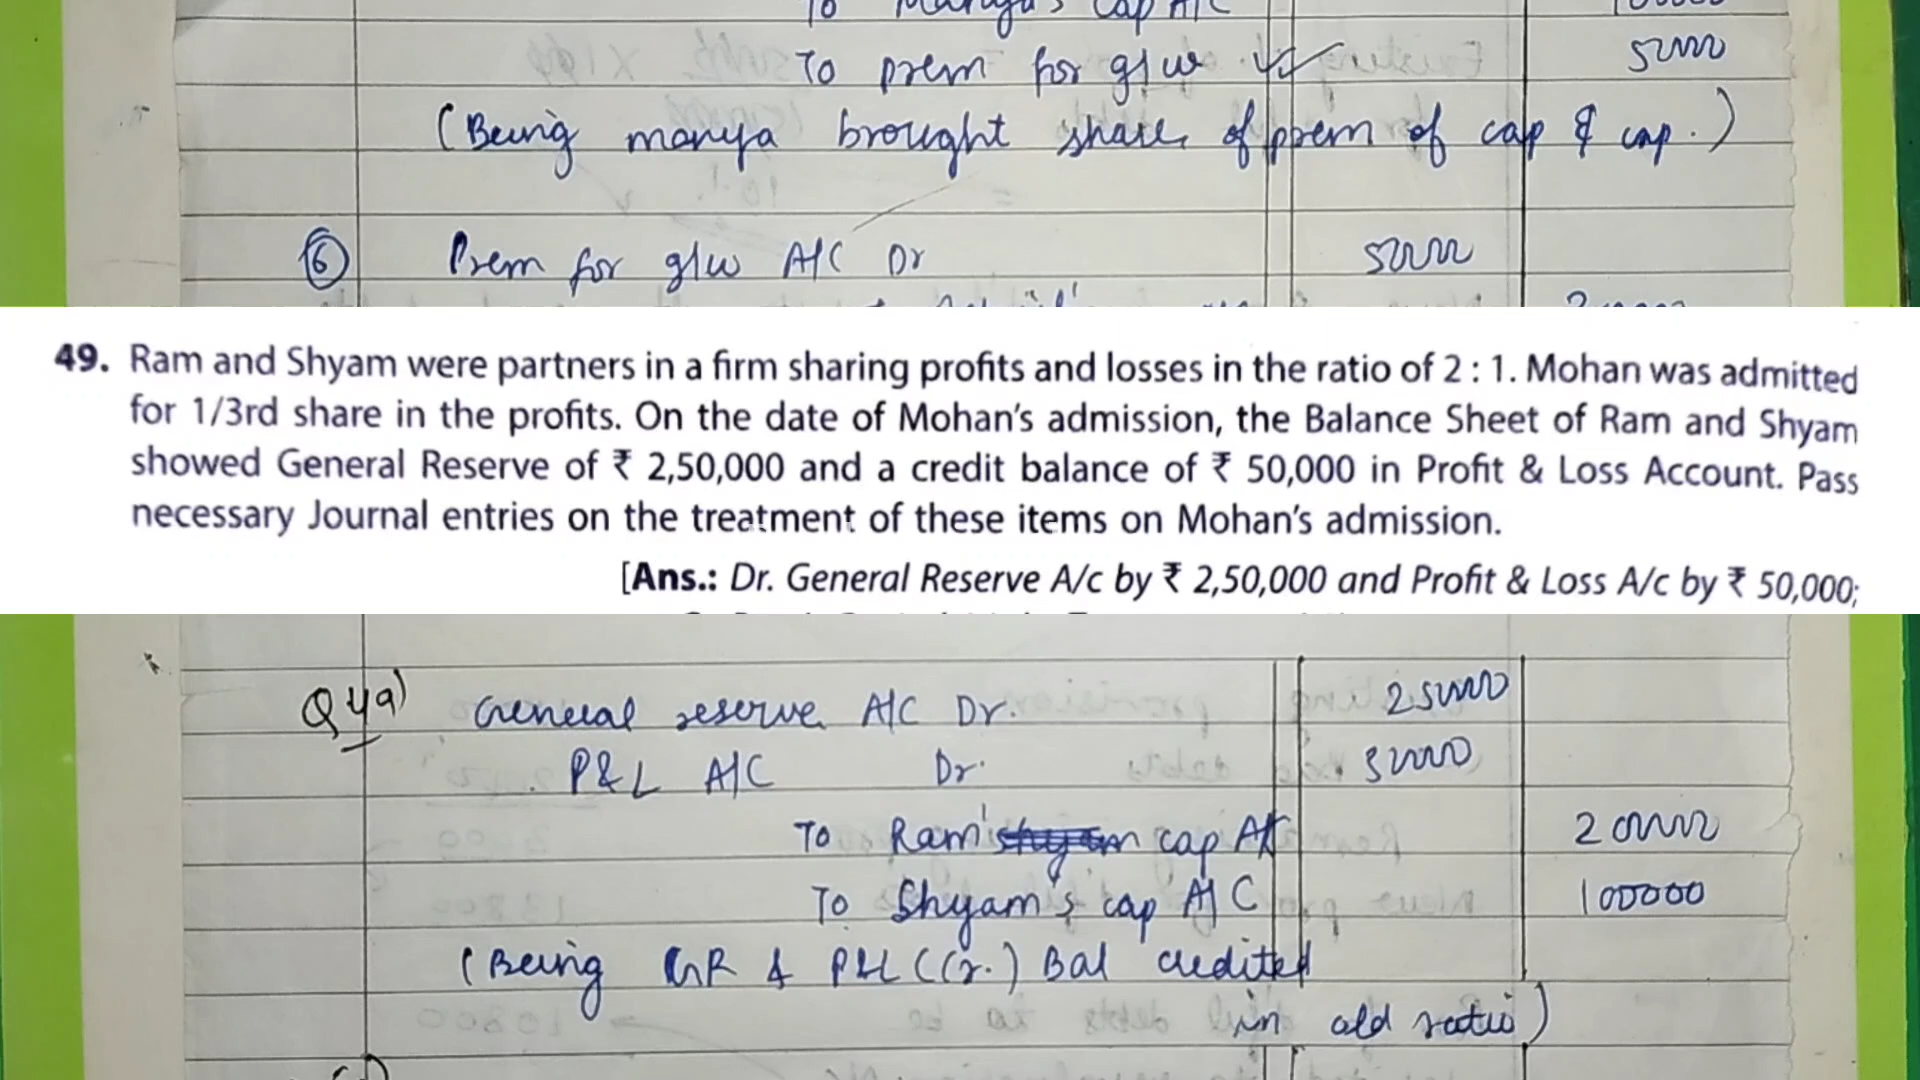 To Manya's Cap A/C
To prem for g/w
50000
(Being manya brought share of prem of cap & cap.)
6 Prem for g/w A/C Dr 50000
49. Ram and Shyam were partners in a firm sharing profits and losses in the ratio of 2 : 1. Mohan was admitted
for 1/3rd share in the profits. On the date of Mohan's admission, the Balance Sheet of Ram and Shyam
showed General Reserve of ₹ 2,50,000 and a credit balance of ₹ 50,000 in Profit & Loss Account. Pass
necessary Journal entries on the treatment of these items on Mohan's admission.
[Ans.: Dr. General Reserve A/c by ₹ 2,50,000 and Profit & Loss A/c by ₹ 50,000;
Q49) General reserve A/C Dr. 250000
P&L A/C Dr. 50000
To Ram's cap A/c 200000
To Shyam's cap A/C 100000
(Being GR & P&L (Cr.) Bal credited
in old ratio)